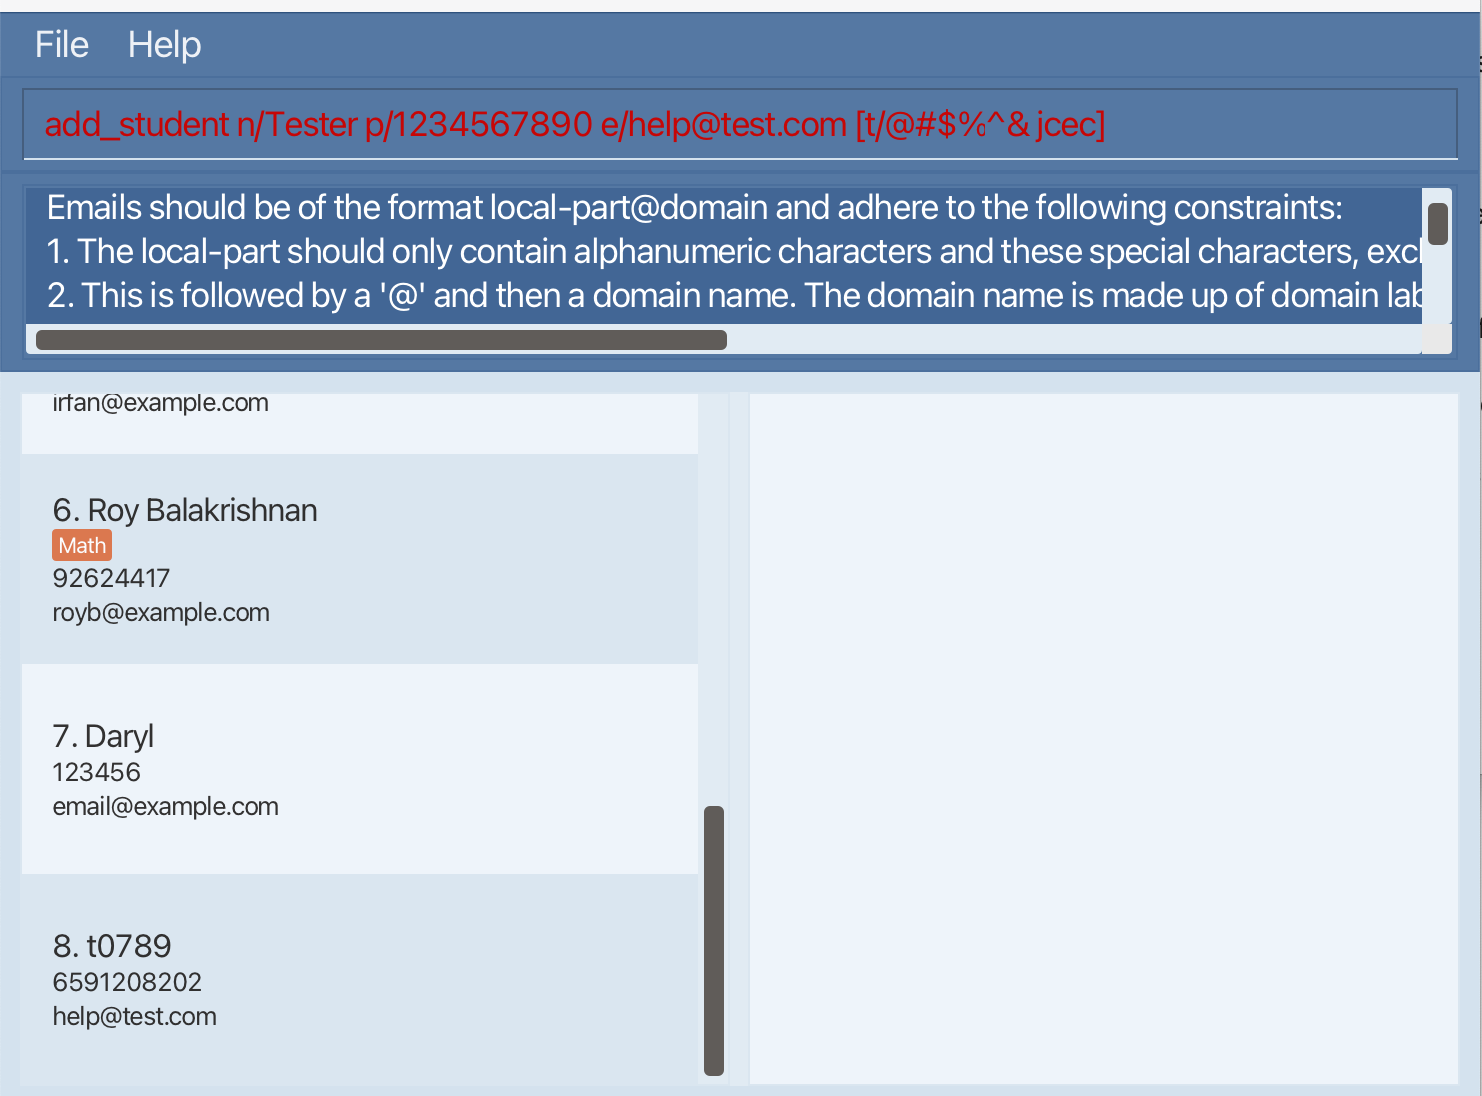 File Help
add_student n/Tester p/1234567890 e/help@test.com [t/@#$%^& jcec]
Emails should be of the format local-part@domain and adhere to the following constraints:
1. The local-part should only contain alphanumeric characters and these special characters, excl
2. This is followed by a '@' and then a domain name. The domain name is made up of domain lab
irfan@example.com
6. Roy Balakrishnan
Math
92624417
royb@example.com
7. Daryl
123456
email@example.com
8. t0789
6591208202
help@test.com